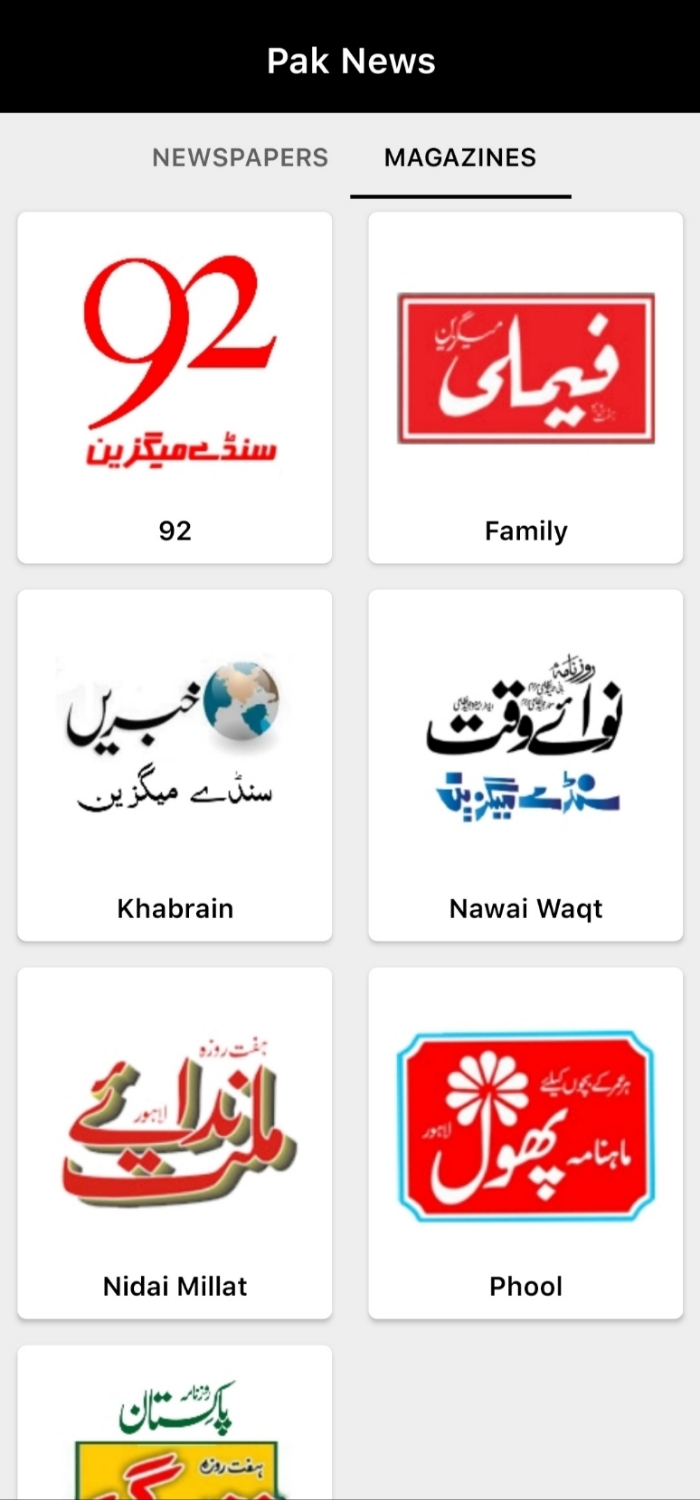 Pak News
NEWSPAPERS
MAGAZINES
92
سنڈے میگزین
92
میگزین
فیملی
Family
خبریں
سنڈے میگزین
Khabrain
روزنامہ
نوائے وقت
سنڈے میگزین
Nawai Waqt
ہفت روزہ
ندائے
لاہور
ملت
Nidai Millat
ہر عمر کے بچوں کیلئے
لاہور
ماہنامہ
پھول
Phool
روزنامہ
پاکستان
ہفت روزہ